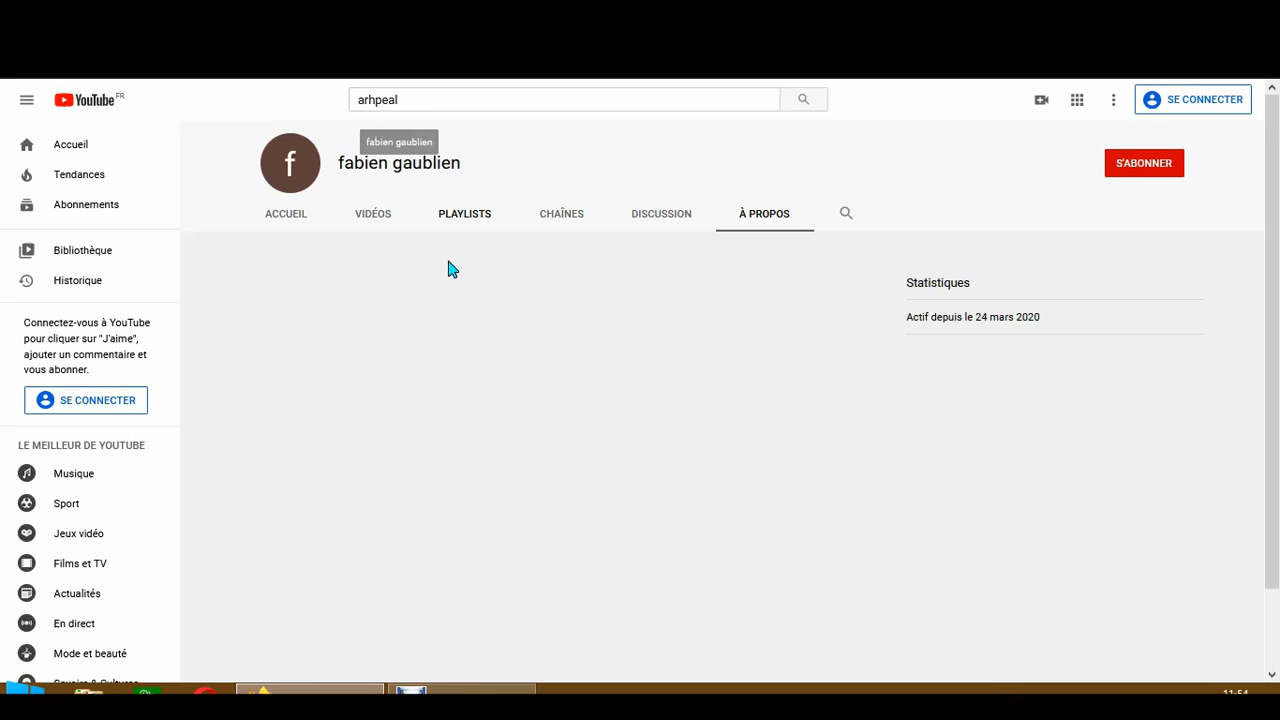 YouTube FR
arhpeal
SE CONNECTER
fabien gaublien
fabien gaublien
S'ABONNER
ACCUEIL VIDÉOS PLAYLISTS CHAÎNES DISCUSSION À PROPOS
Accueil
Tendances
Abonnements
Bibliothèque
Historique
Connectez-vous à YouTube
pour cliquer sur "J'aime",
ajouter un commentaire et
vous abonner.
SE CONNECTER
LE MEILLEUR DE YOUTUBE
Musique
Sport
Jeux vidéo
Films et TV
Actualités
En direct
Mode et beauté
Statistiques
Actif depuis le 24 mars 2020
11:54